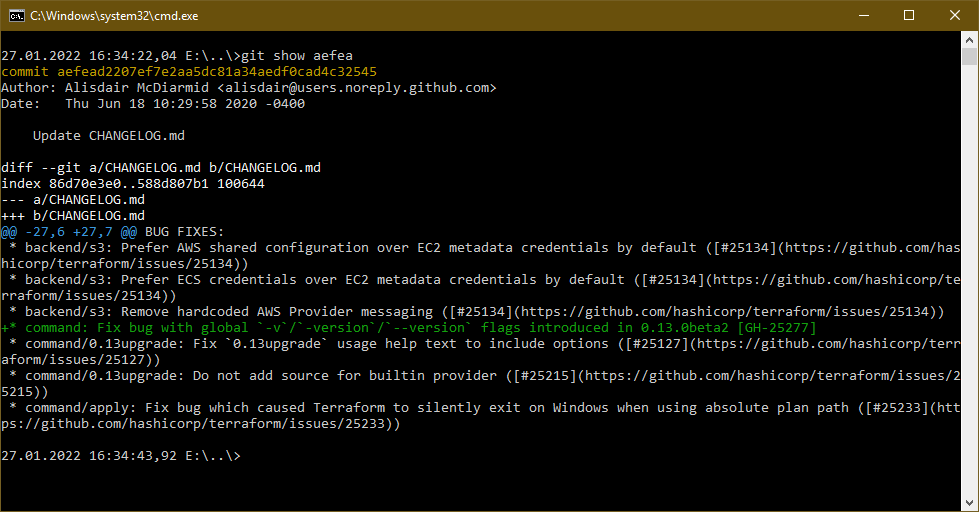 C:\Windows\system32\cmd.exe
27.01.2022 16:34:22,04 E:\..\>git show aefea
commit aefead2207ef7e2aa5dc81a34aedf0cad4c32545
Author: Alisdair McDiarmid <alisdair@users.noreply.github.com>
Date:   Thu Jun 18 10:29:58 2020 -0400
    Update CHANGELOG.md
diff --git a/CHANGELOG.md b/CHANGELOG.md
index 86d70e3e0..588d807b1 100644
--- a/CHANGELOG.md
+++ b/CHANGELOG.md
@@ -27,6 +27,7 @@ BUG FIXES:
 * backend/s3: Prefer AWS shared configuration over EC2 metadata credentials by default ([#25134](https://github.com/has
hicorp/terraform/issues/25134))
 * backend/s3: Prefer ECS credentials over EC2 metadata credentials by default ([#25134](https://github.com/hashicorp/te
rraform/issues/25134))
 * backend/s3: Remove hardcoded AWS Provider messaging ([#25134](https://github.com/hashicorp/terraform/issues/25134))
+* command: Fix bug with global `-v`/`-version`/`--version` flags introduced in 0.13.0beta2 [GH-25277]
 * command/0.13upgrade: Fix `0.13upgrade` usage help text to include options ([#25127](https://github.com/hashicorp/terr
aform/issues/25127))
 * command/0.13upgrade: Do not add source for builtin provider ([#25215](https://github.com/hashicorp/terraform/issues/2
5215))
 * command/apply: Fix bug which caused Terraform to silently exit on Windows when using absolute plan path ([#25233](htt
ps://github.com/hashicorp/terraform/issues/25233))
27.01.2022 16:34:43,92 E:\..\>